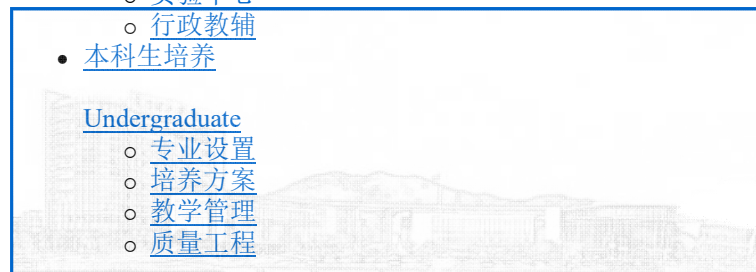 行政教辅
本科生培养
Undergraduate
专业设置
培养方案
教学管理
质量工程